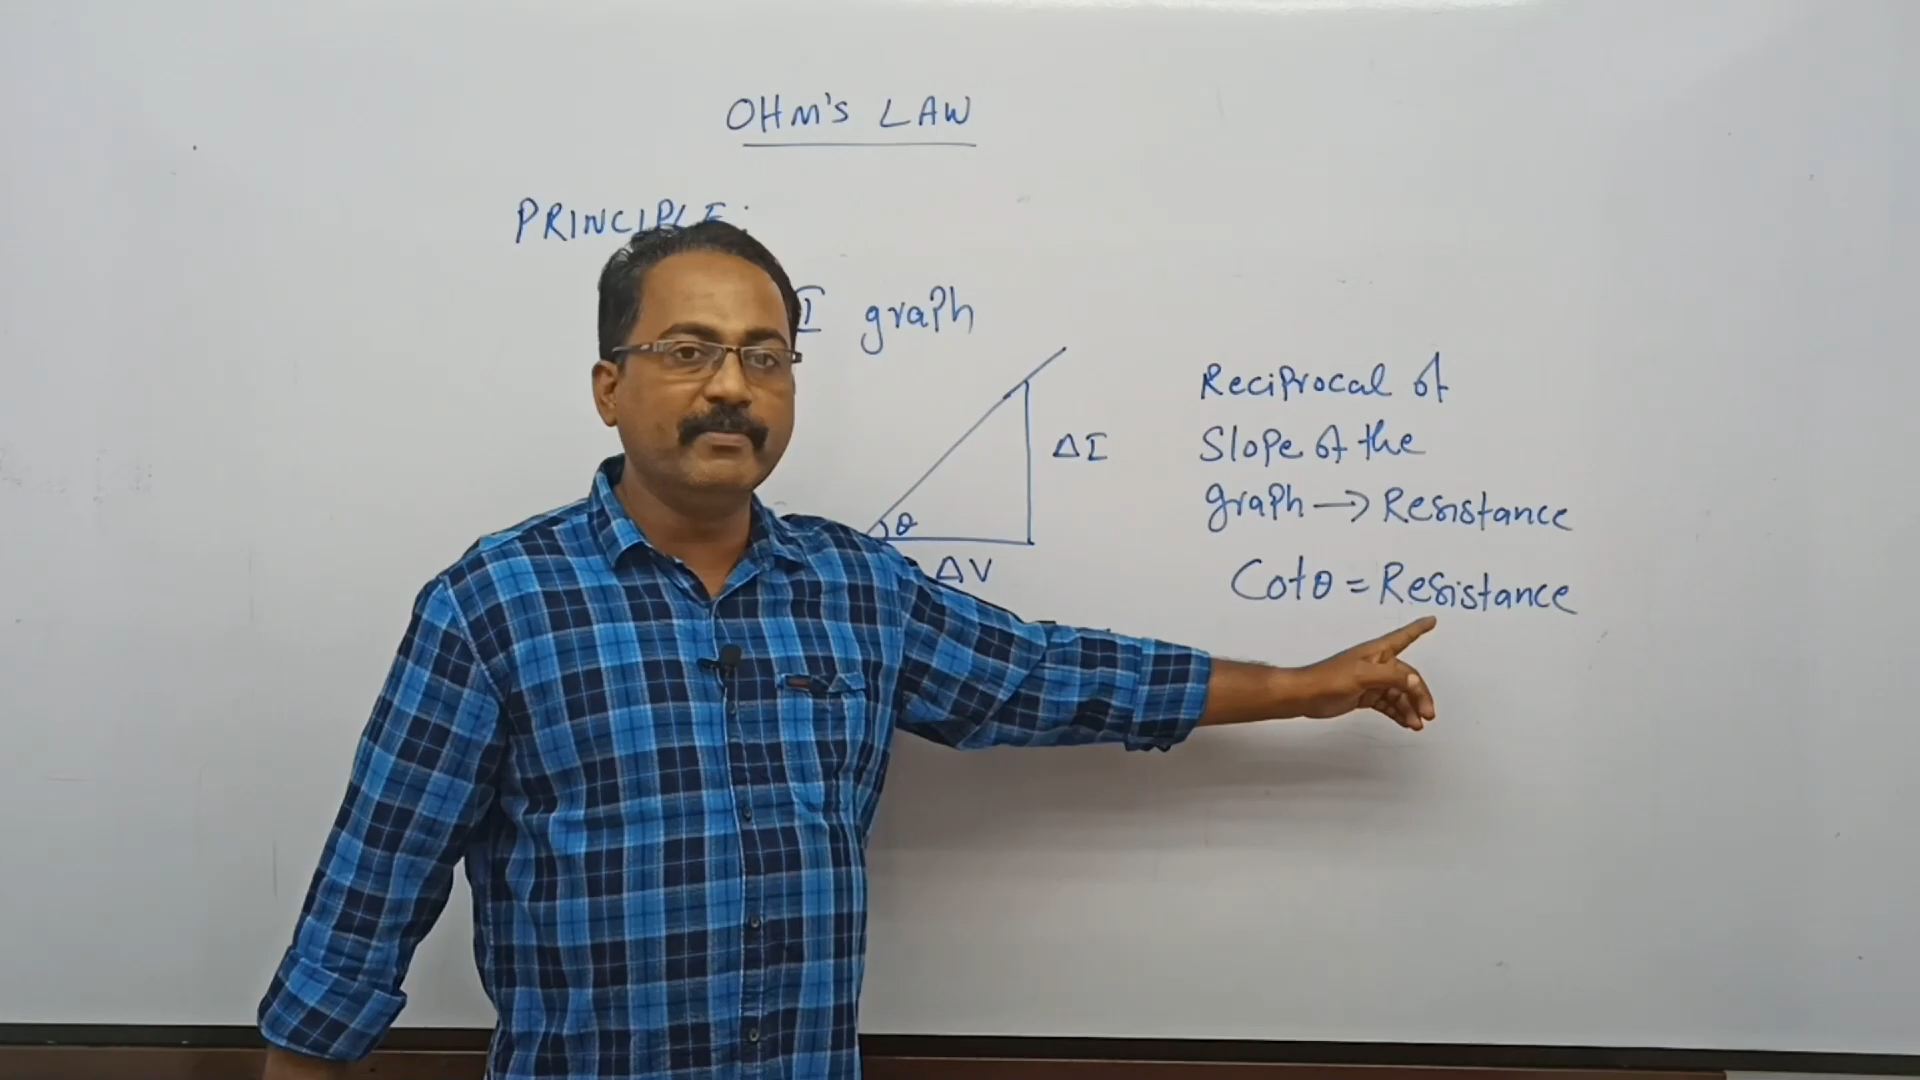 OHM'S LAW
PRINCIPLE:
I graph
ΔI
θ
ΔV
Reciprocal of
Slope of the
graph → Resistance
Cotθ = Resistance